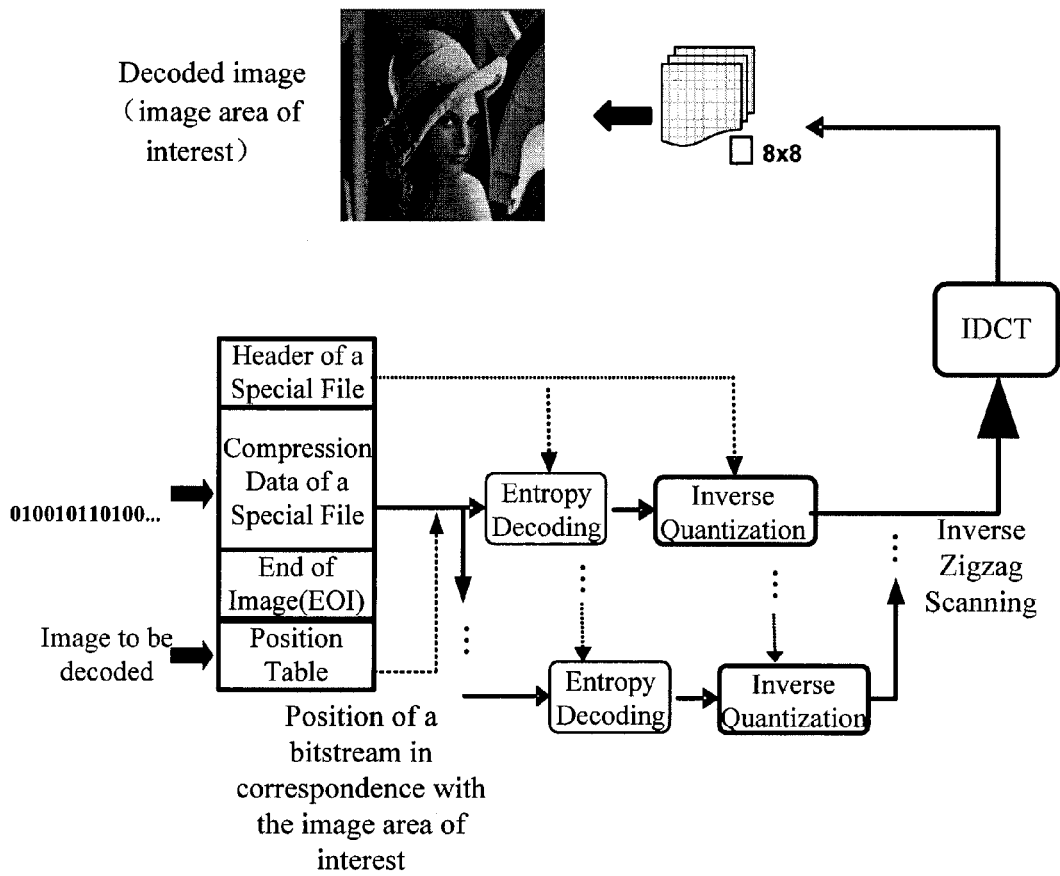 Decoded image
（image area of
interest）
8x8
IDCT
Header of a
Special File
Compression
Data of a
Special File
End of
Image(EOI)
Position
Table
010010110100...
Image to be
decoded
Entropy
Decoding
Inverse
Quantization
Inverse
Zigzag
Scanning
Entropy
Decoding
Inverse
Quantization
Position of a
bitstream in
correspondence with
the image area of
interest